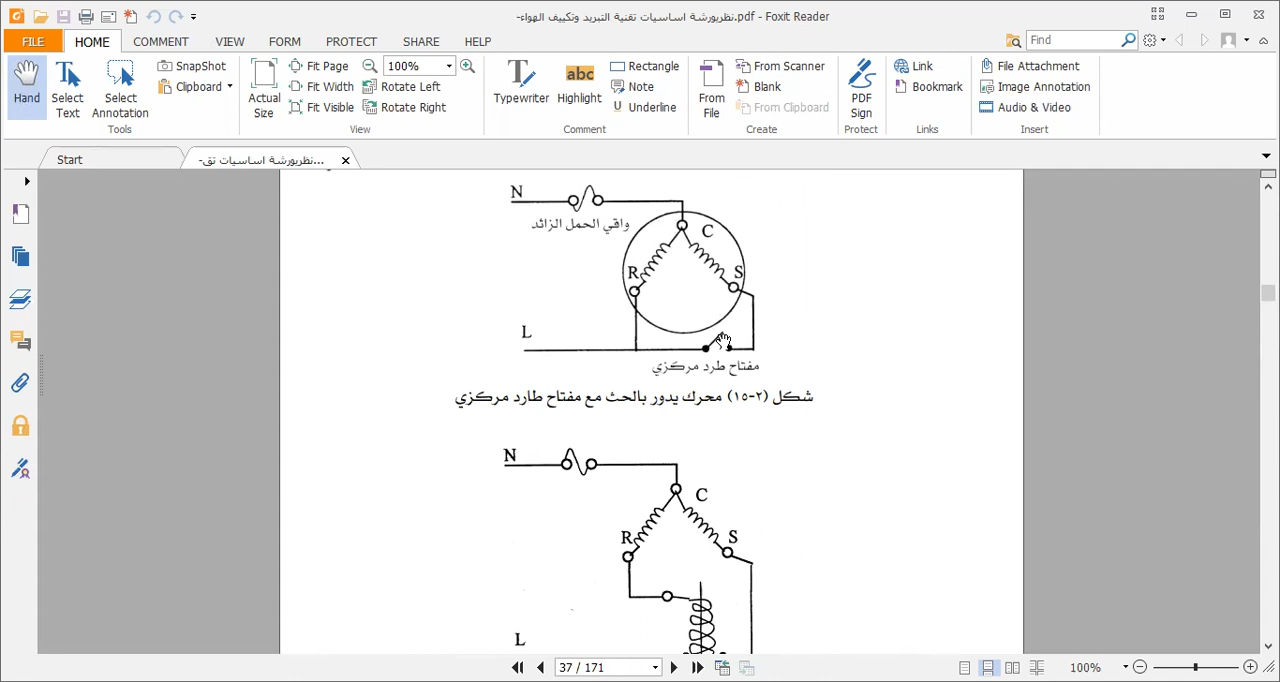 نظريورشة اساسيات تقنية التبريد وتكييف الهواء-.pdf - Foxit Reader
FILE HOME COMMENT VIEW FORM PROTECT SHARE HELP
Find
Hand
Select Text
Select Annotation
SnapShot
Clipboard
Tools
Actual Size
Fit Page
Fit Width
Fit Visible
100%
Rotate Left
Rotate Right
View
Typewriter
abc
Highlight
Rectangle
Note
Underline
Comment
From File
From Scanner
Blank
From Clipboard
Create
PDF Sign
Protect
Link
Bookmark
Links
File Attachment
Image Annotation
Audio & Video
Insert
Start
نظريورشة اساسيات تق-...
N
واقي الحمل الزائد
C
R
S
L
مفتاح طرد مركزي
شكل (٢-١٥) محرك يدور بالحث مع مفتاح طارد مركزي
N
C
R
S
L
37 / 171
100%